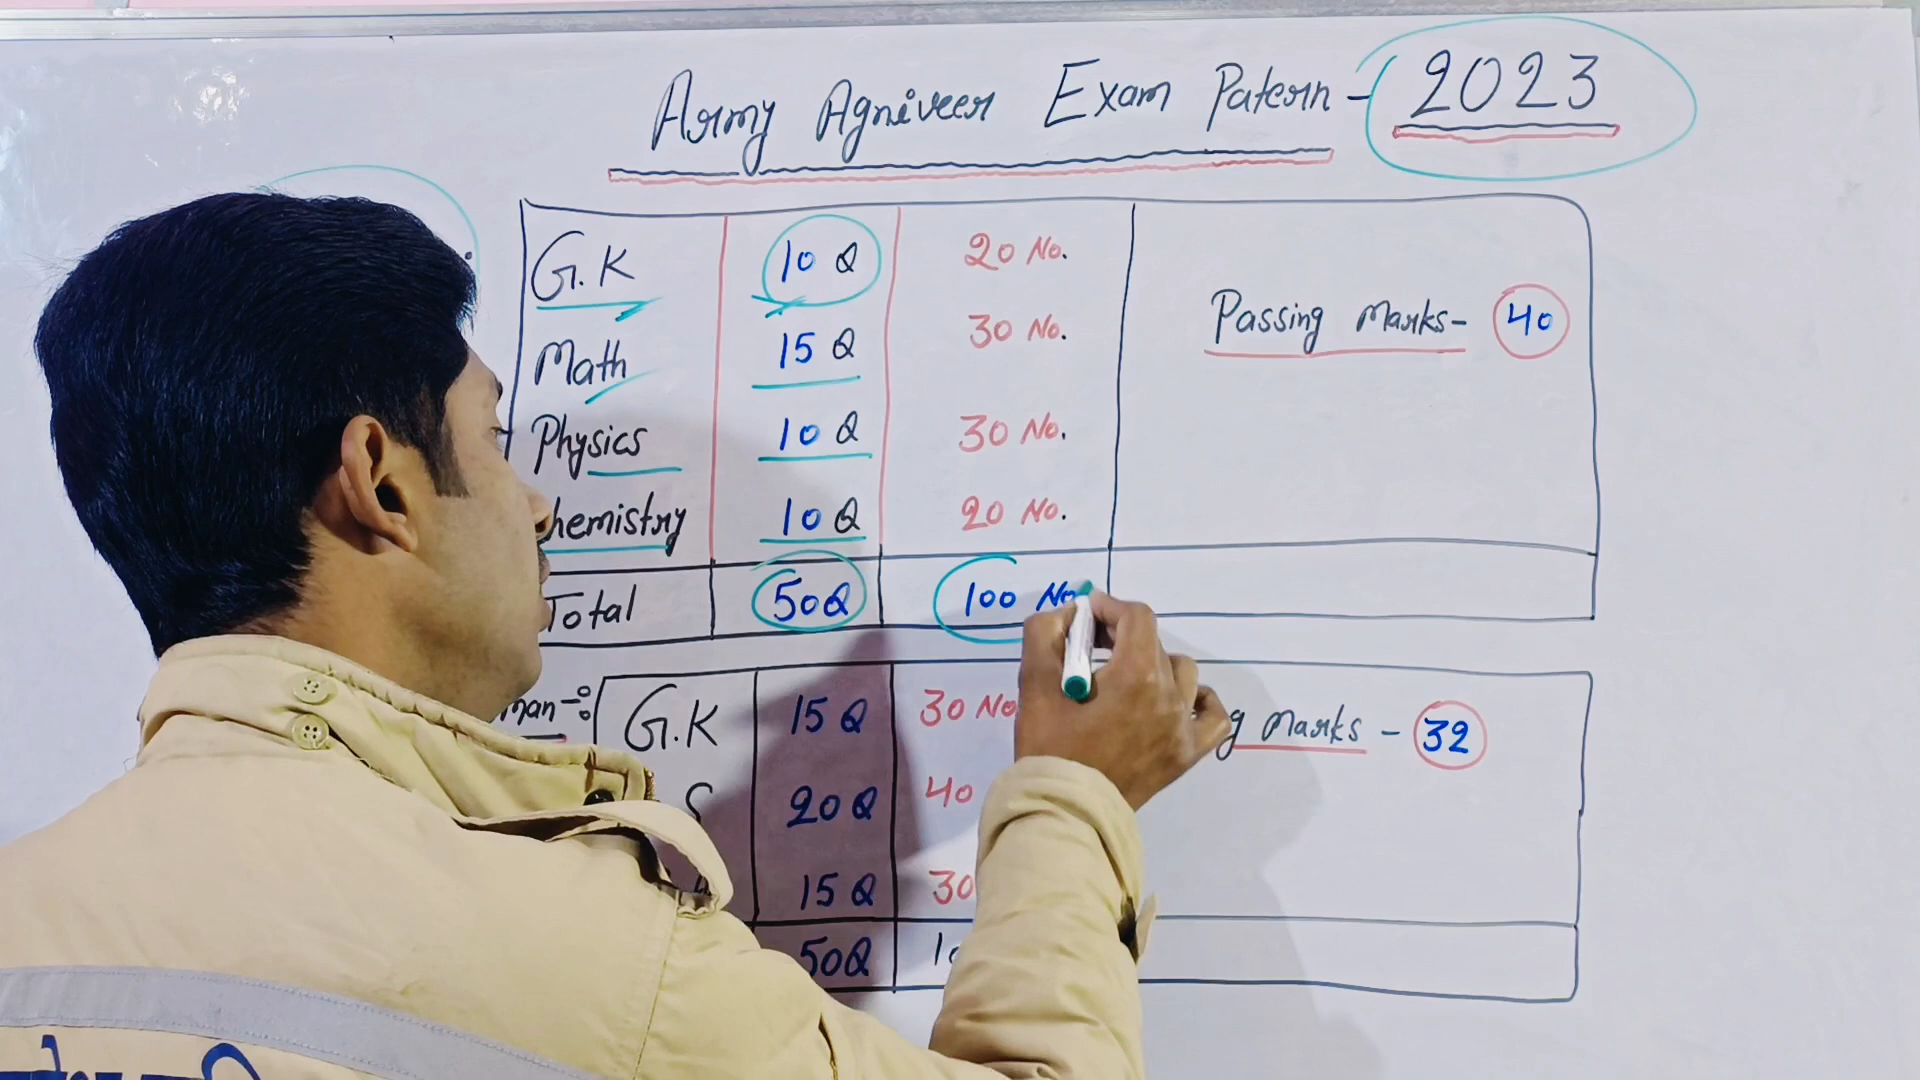 Army Agniveer Exam Patern - 2023
G.K 10 Q 20 No.
Math 15 Q 30 No.
Passing Marks- 40
Physics 10 Q 30 No.
hemistry 10 Q 20 No.
Total 50Q 100 No
man -: G.K 15 Q 30 No
g Marks - 32
S 20 Q 40
15 Q 30
50Q